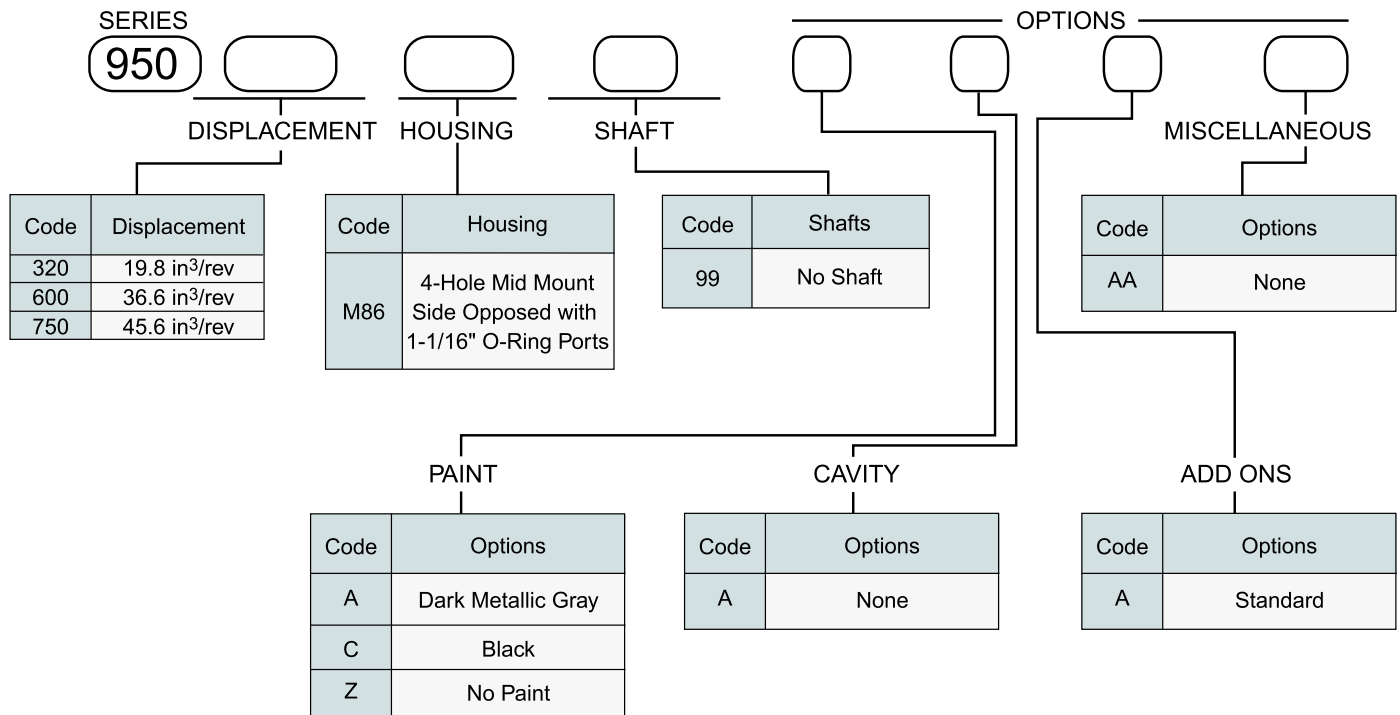 SERIES
OPTIONS
950
DISPLACEMENT
HOUSING
SHAFT
MISCELLANEOUS
Code Displacement
320 19.8 in³/rev
600 36.6 in³/rev
750 45.6 in³/rev
Code Housing
M86
4-Hole Mid Mount
Side Opposed with
1-1/16" O-Ring Ports
Code Shafts
99 No Shaft
Code Options
AA None
PAINT
CAVITY
ADD ONS
Code Options
A Dark Metallic Gray
C Black
Z No Paint
Code Options
A None
Code Options
A Standard